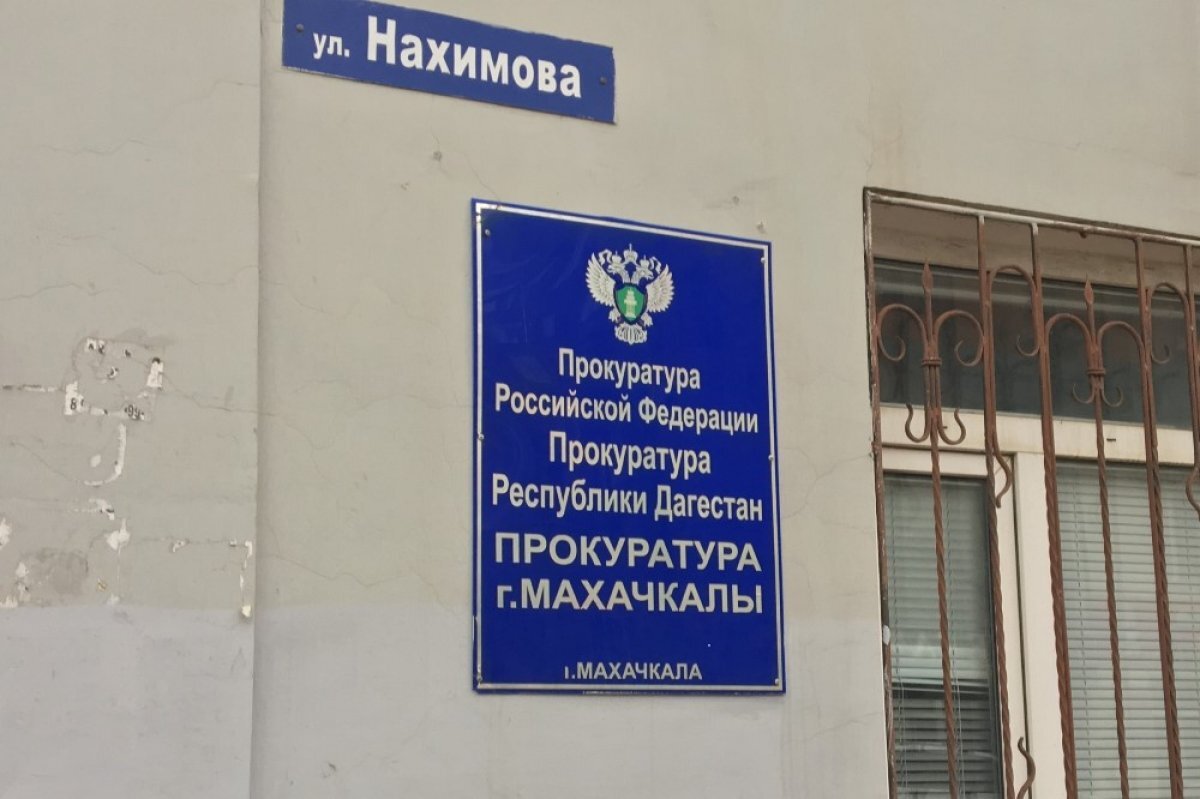 ул. Нахимова
Прокуратура
Российской Федерации
Прокуратура
Республики Дагестан
ПРОКУРАТУРА
г.МАХАЧКАЛЫ
г.МАХАЧКАЛА